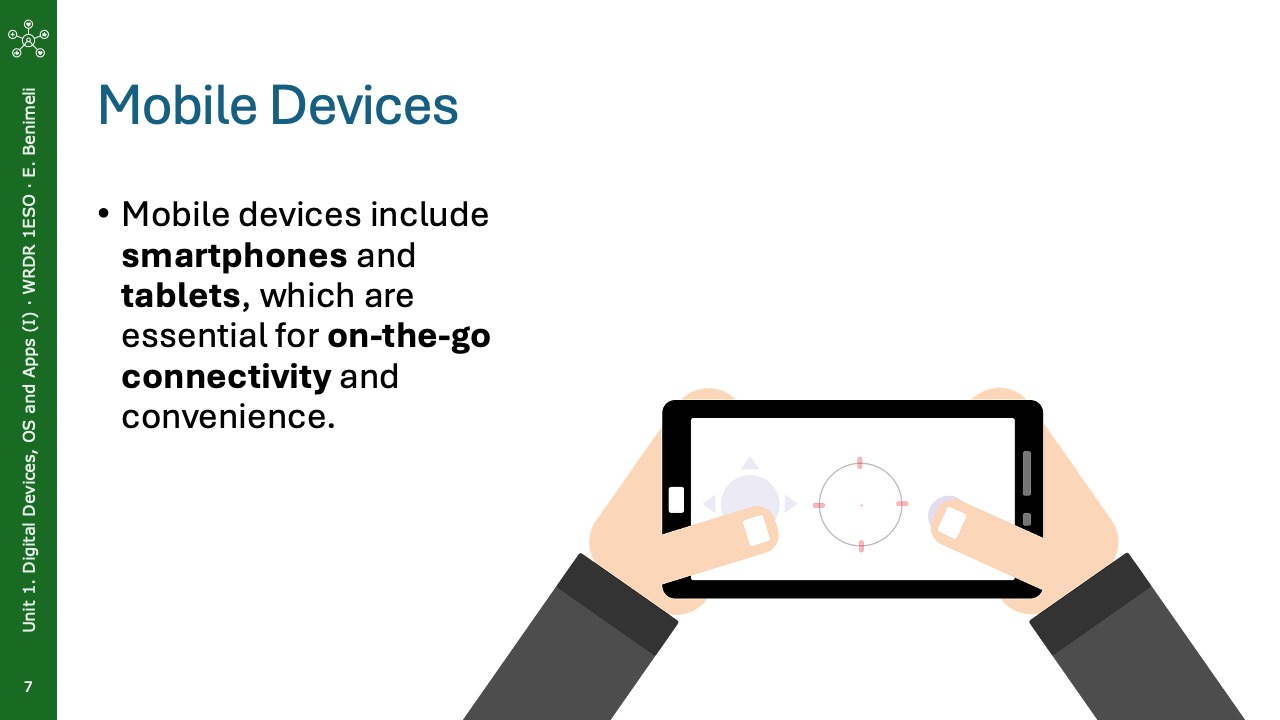 Unit 1. Digital Devices, OS and Apps (I) · WRDR 1ESO · E. Benimeli
7
Mobile Devices
• Mobile devices include
smartphones and
tablets, which are
essential for on-the-go
connectivity and
convenience.